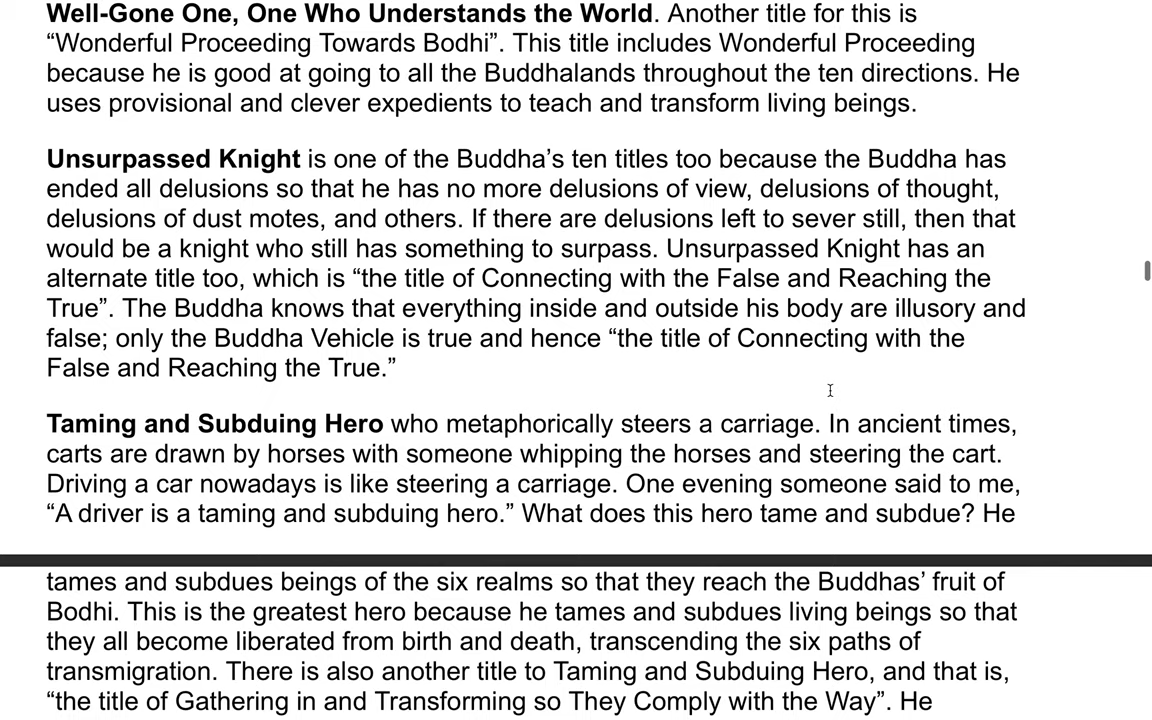 Well-Gone One, One Who Understands the World. Another title for this is
“Wonderful Proceeding Towards Bodhi”. This title includes Wonderful Proceeding
because he is good at going to all the Buddhalands throughout the ten directions. He
uses provisional and clever expedients to teach and transform living beings.
Unsurpassed Knight is one of the Buddha’s ten titles too because the Buddha has
ended all delusions so that he has no more delusions of view, delusions of thought,
delusions of dust motes, and others. If there are delusions left to sever still, then that
would be a knight who still has something to surpass. Unsurpassed Knight has an
alternate title too, which is “the title of Connecting with the False and Reaching the
True”. The Buddha knows that everything inside and outside his body are illusory and
false; only the Buddha Vehicle is true and hence “the title of Connecting with the
False and Reaching the True.”
Taming and Subduing Hero who metaphorically steers a carriage. In ancient times,
carts are drawn by horses with someone whipping the horses and steering the cart.
Driving a car nowadays is like steering a carriage. One evening someone said to me,
“A driver is a taming and subduing hero.” What does this hero tame and subdue? He
tames and subdues beings of the six realms so that they reach the Buddhas’ fruit of
Bodhi. This is the greatest hero because he tames and subdues living beings so that
they all become liberated from birth and death, transcending the six paths of
transmigration. There is also another title to Taming and Subduing Hero, and that is,
“the title of Gathering in and Transforming so They Comply with the Way”. He